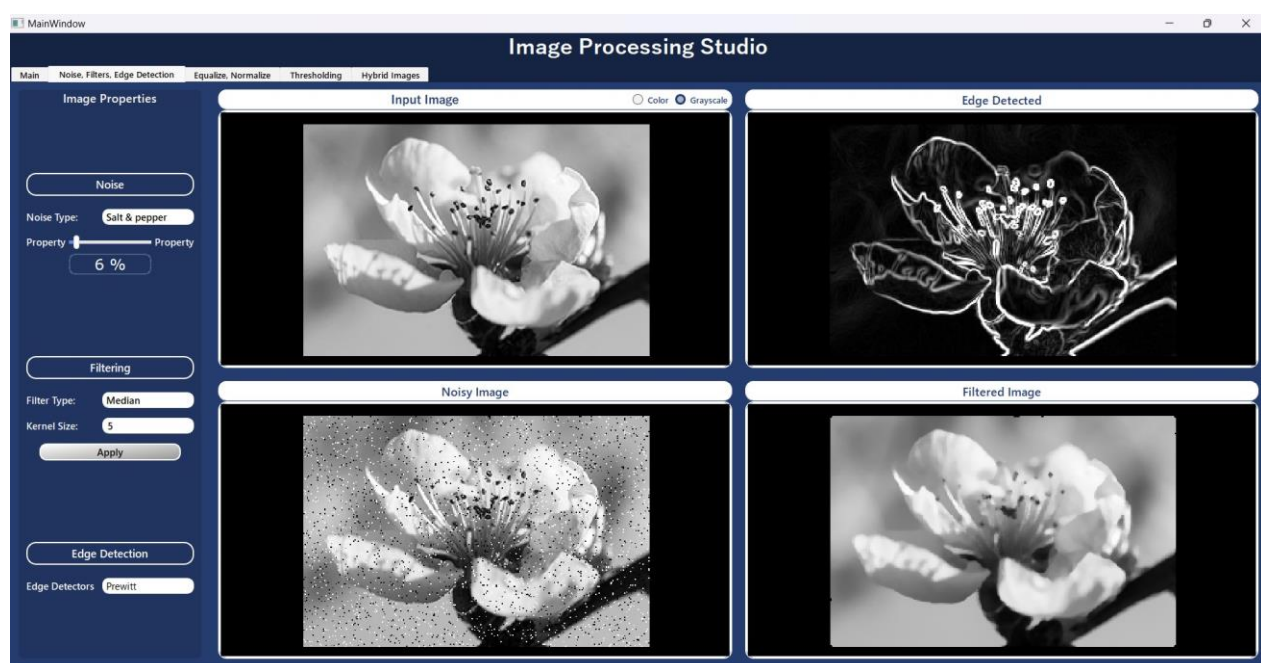 MainWindow
Image Processing Studio
Main Noise, Filters, Edge Detection Equalize, Normalize Thresholding Hybrid Images
Image Properties
Noise
Noise Type: Salt & pepper
Property Property
6 %
Filtering
Filter Type: Median
Kernel Size: 5
Apply
Edge Detection
Edge Detectors Prewitt
Input Image Color Grayscale
Edge Detected
Noisy Image
Filtered Image